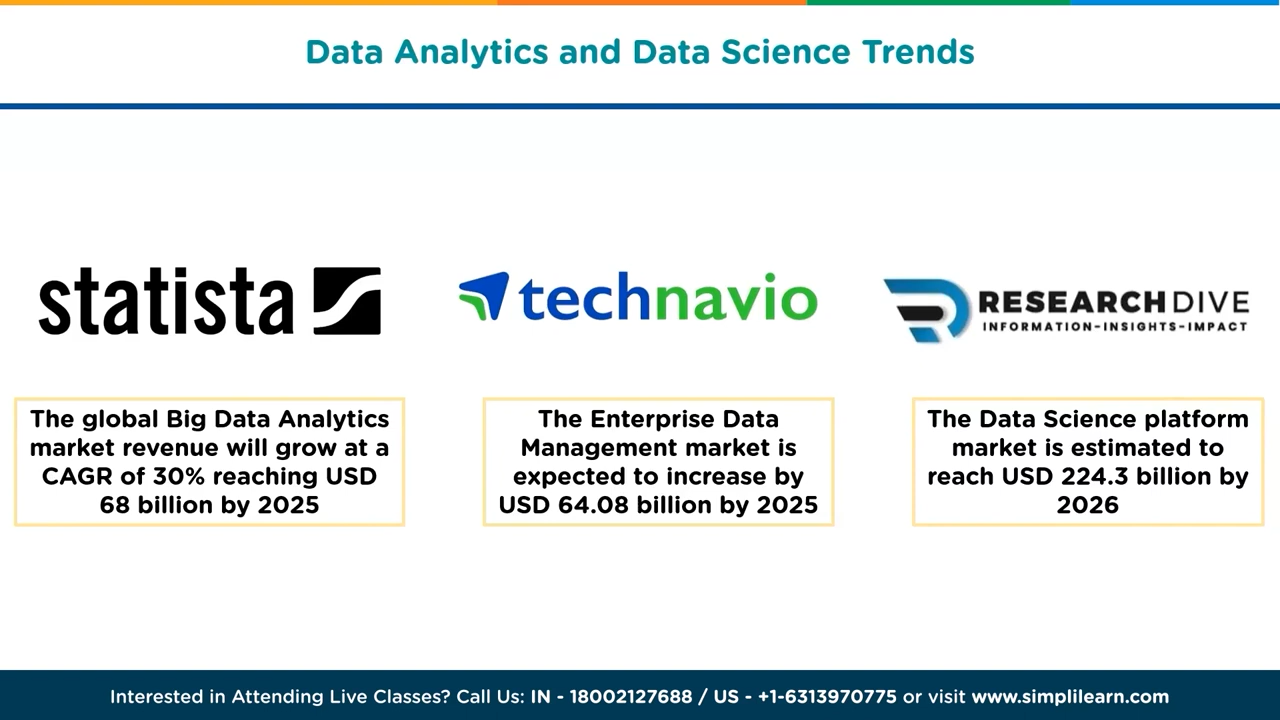 Data Analytics and Data Science Trends
statista
technavio
RESEARCHDIVE
INFORMATION-INSIGHTS-IMPACT
The global Big Data Analytics
market revenue will grow at a
CAGR of 30% reaching USD
68 billion by 2025
The Enterprise Data
Management market is
expected to increase by
USD 64.08 billion by 2025
The Data Science platform
market is estimated to
reach USD 224.3 billion by
2026
Interested in Attending Live Classes? Call Us: IN - 18002127688 / US - +1-6313970775 or visit www.simplilearn.com